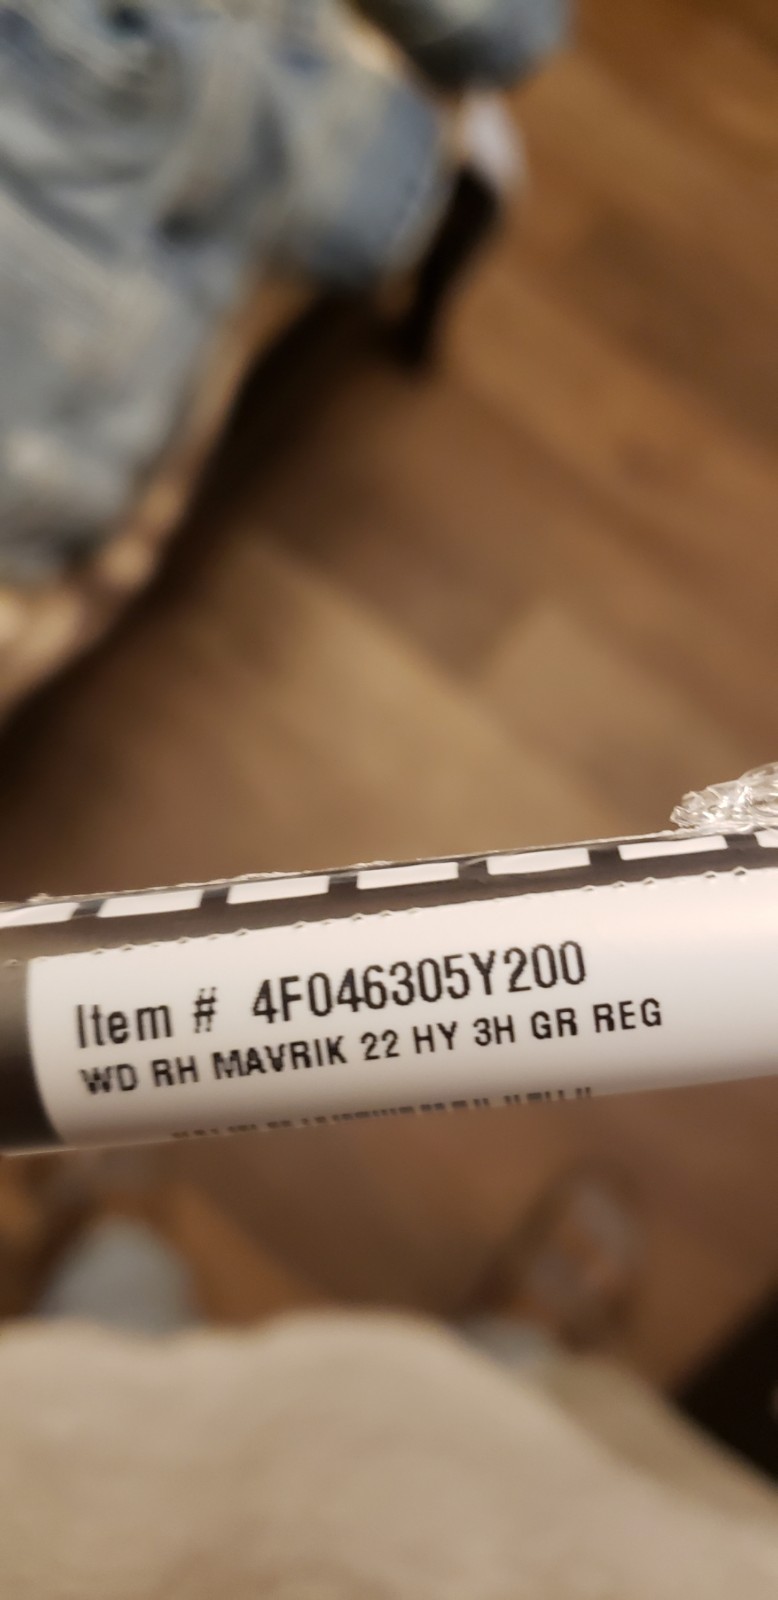 Item # 4F046305Y200
WD RH MAVRIK 22 HY 3H GR REG